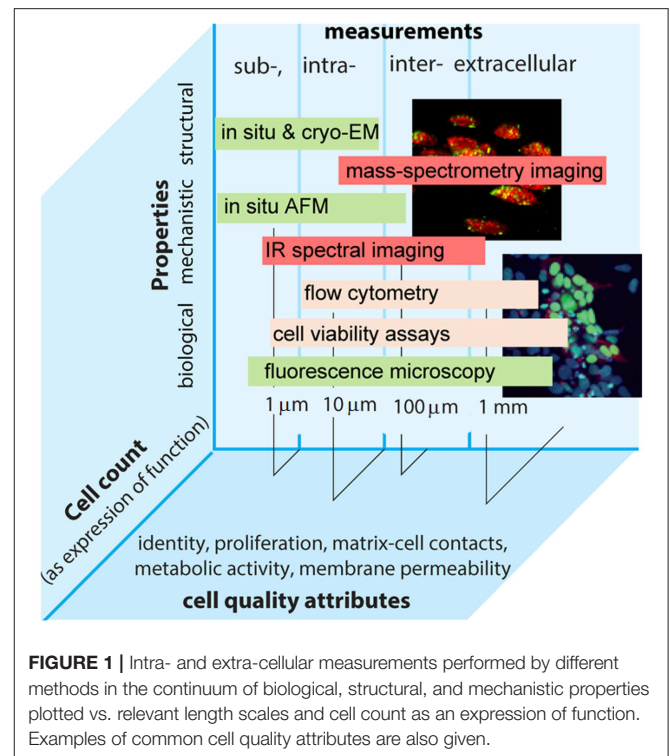 measurements
sub-, intra- inter- extracellular
structural
mechanistic
biological
Properties
in situ & cryo-EM
mass-spectrometry imaging
in situ AFM
IR spectral imaging
flow cytometry
cell viability assays
fluorescence microscopy
1 μm 10 μm 100 μm 1 mm
Cell count
(as expression of function)
identity, proliferation, matrix-cell contacts,
metabolic activity, membrane permeability
cell quality attributes
FIGURE 1 | Intra- and extra-cellular measurements performed by different
methods in the continuum of biological, structural, and mechanistic properties
plotted vs. relevant length scales and cell count as an expression of function.
Examples of common cell quality attributes are also given.